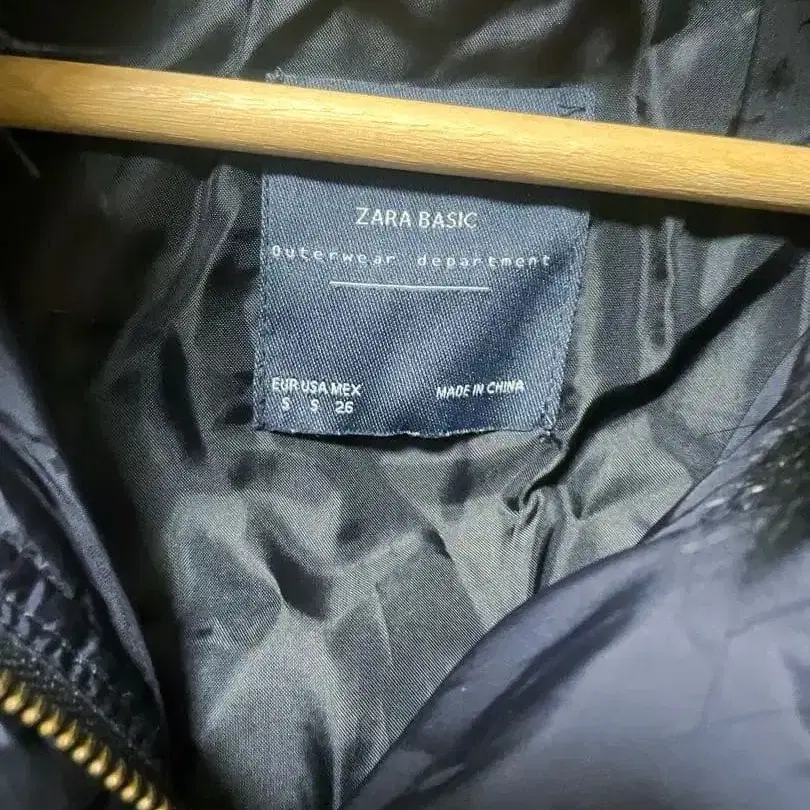 ZARA BASIC
Outerwear department
EUR USA MEX
S S 26
MADE IN CHINA